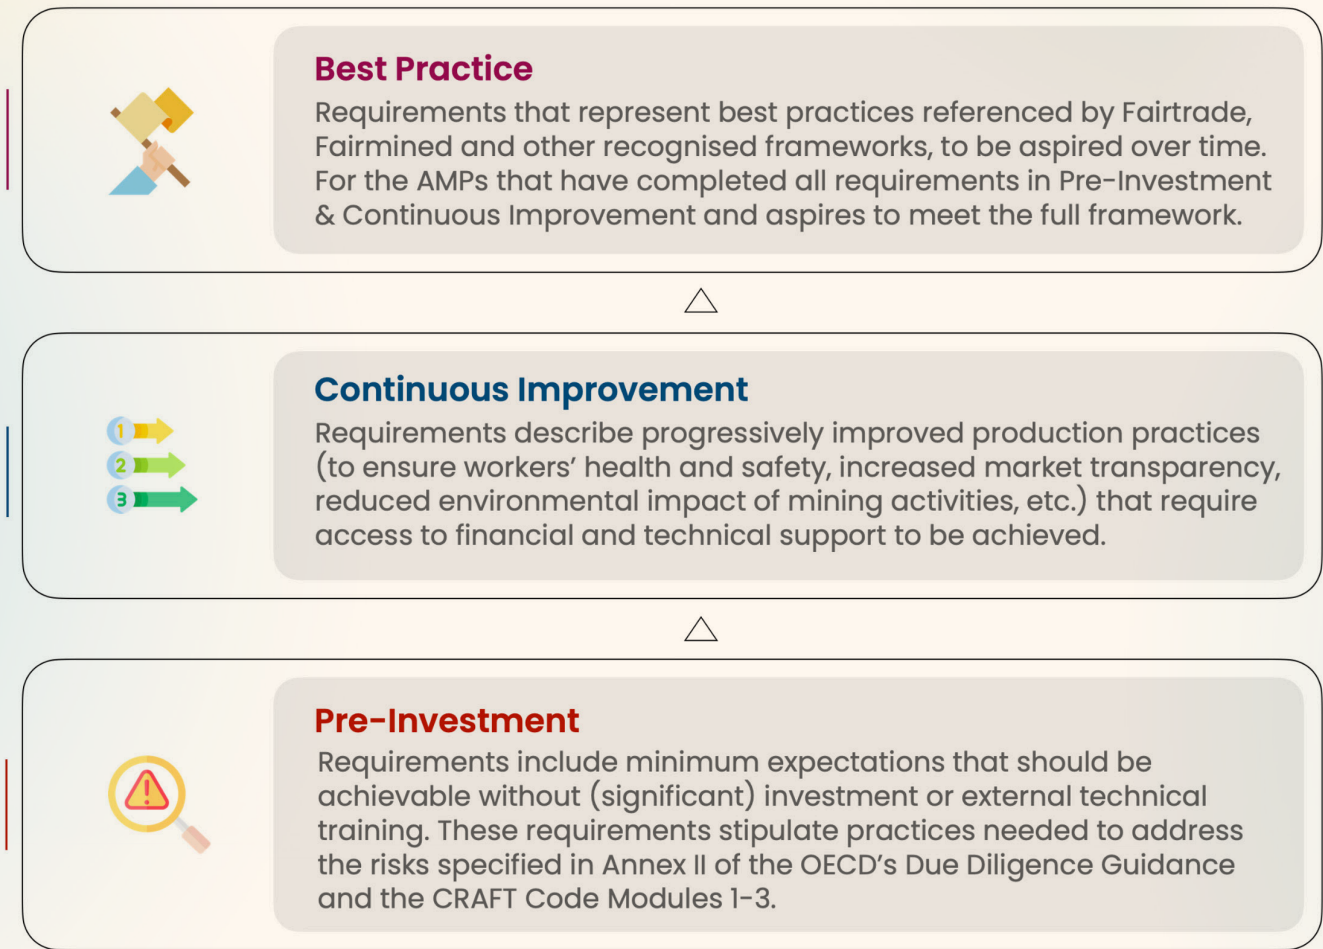 Best Practice
Requirements that represent best practices referenced by Fairtrade,
Fairmined and other recognised frameworks, to be aspired over time.
For the AMPs that have completed all requirements in Pre-Investment
& Continuous Improvement and aspires to meet the full framework.
1
2
3
Continuous Improvement
Requirements describe progressively improved production practices
(to ensure workers’ health and safety, increased market transparency,
reduced environmental impact of mining activities, etc.) that require
access to financial and technical support to be achieved.
Pre-Investment
Requirements include minimum expectations that should be
achievable without (significant) investment or external technical
training. These requirements stipulate practices needed to address
the risks specified in Annex II of the OECD’s Due Diligence Guidance
and the CRAFT Code Modules 1-3.